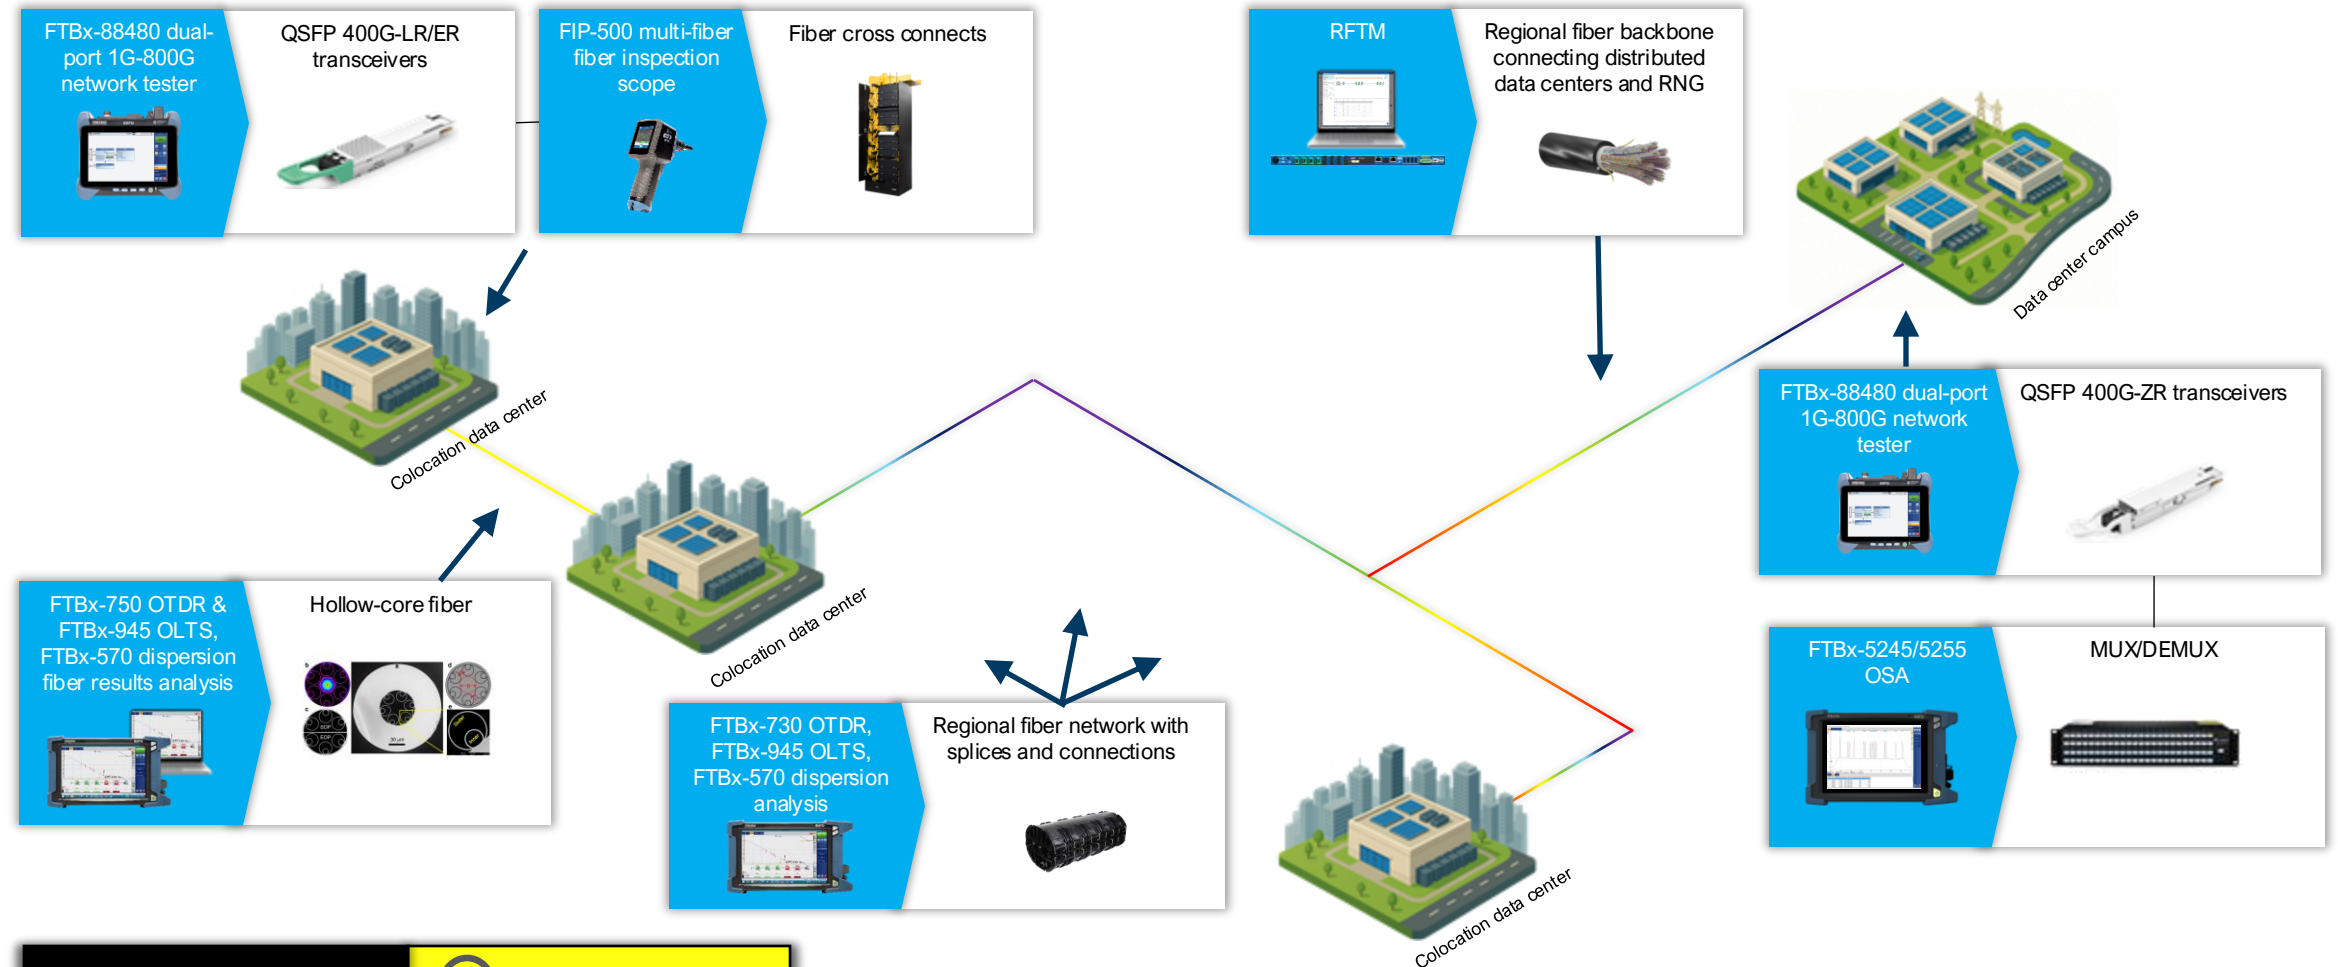 FTBx-88480 dual-
port 1G-800G
network tester
QSFP 400G-LR/ER
transceivers
FIP-500 multi-fiber
fiber inspection
scope
Fiber cross connects
RFTM
Regional fiber backbone
connecting distributed
data centers and RNG
Data center campus
Colocation data center
FTBx-88480 dual-port
1G-800G network
tester
QSFP 400G-ZR transceivers
Colocation data center
FTBx-750 OTDR &
FTBx-945 OLTS,
FTBx-570 dispersion
fiber results analysis
Hollow-core fiber
FTBx-5245/5255
OSA
MUX/DEMUX
FTBx-730 OTDR,
FTBx-945 OLTS,
FTBx-570 dispersion
analysis
Regional fiber network with
splices and connections
Colocation data center